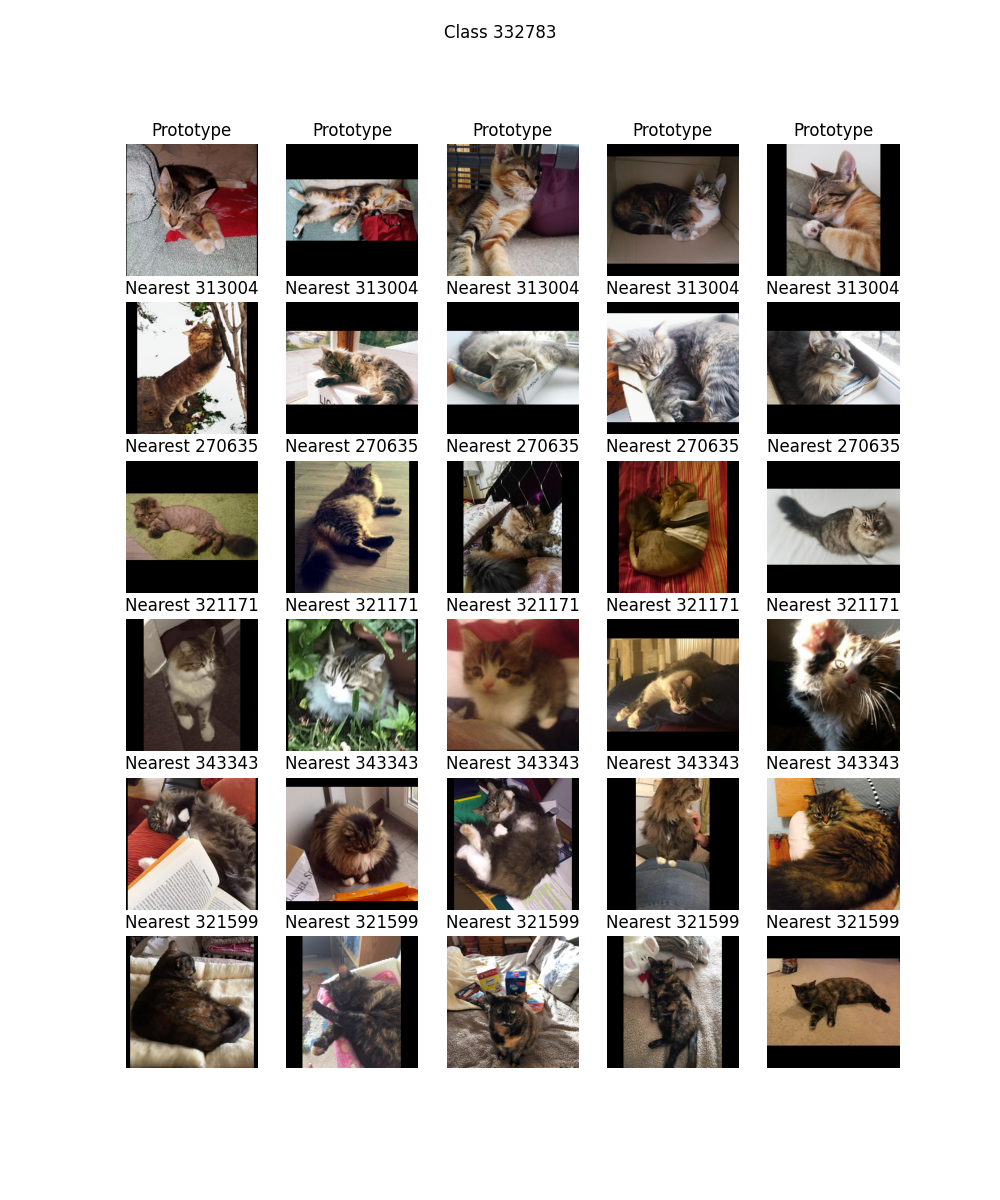 Class 332783
Prototype Prototype Prototype Prototype Prototype
Nearest 313004 Nearest 313004 Nearest 313004 Nearest 313004 Nearest 313004
Nearest 270635 Nearest 270635 Nearest 270635 Nearest 270635 Nearest 270635
Nearest 321171 Nearest 321171 Nearest 321171 Nearest 321171 Nearest 321171
Nearest 343343 Nearest 343343 Nearest 343343 Nearest 343343 Nearest 343343
Nearest 321599 Nearest 321599 Nearest 321599 Nearest 321599 Nearest 321599